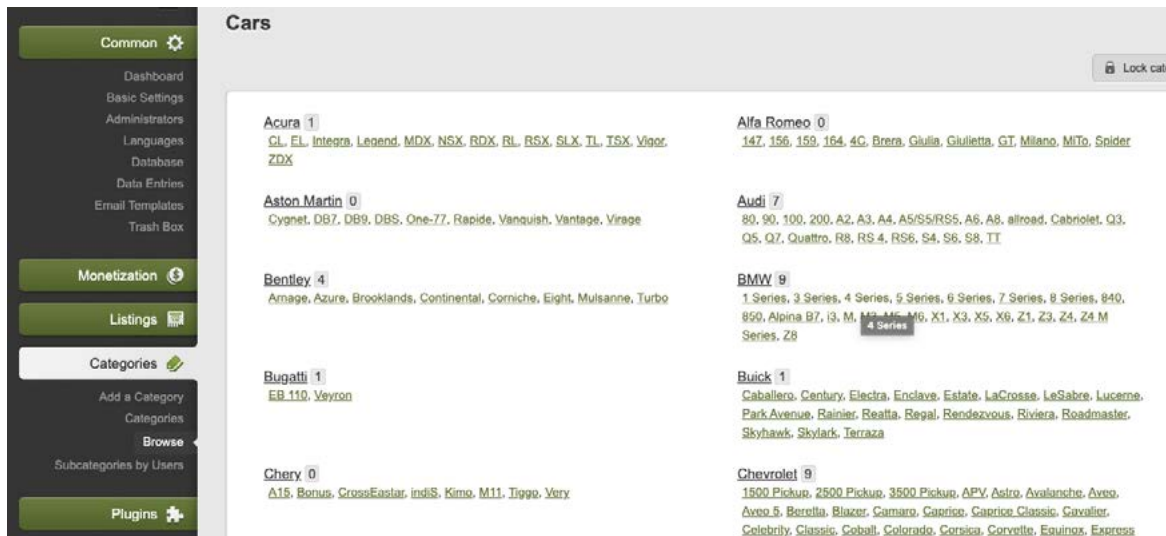 Cars
Common
Dashboard
Basic Settings
Administrators
Languages
Database
Data Entries
Email Templates
Trash Box
Monetization
Listings
Categories
Add a Category
Categories
Browse
Subcategories by Users
Plugins
Lock cat
Acura 1
CL, EL, Integra, Legend, MDX, NSX, RDX, RL, RSX, SLX, TL, TSX, Vigor,
ZDX
Alfa Romeo 0
147, 156, 159, 164, 4C, Brera, Giulia, Giulietta, GT, Milano, MiTo, Spider
Aston Martin 0
Cygnet, DB7, DB9, DBS, One-77, Rapide, Vanquish, Vantage, Virage
Audi 7
80, 90, 100, 200, A2, A3, A4, A5/S5/RS5, A6, A8, allroad, Cabriolet, Q3,
Q5, Q7, Quattro, R8, RS 4, RS6, S4, S6, S8, TT
Bentley 4
Arnage, Azure, Brooklands, Continental, Corniche, Eight, Mulsanne, Turbo
BMW 9
1 Series, 3 Series, 4 Series, 5 Series, 6 Series, 7 Series, 8 Series, 840,
850, Alpina B7, i3, M, M3, M5, M6, X1, X3, X5, X6, Z1, Z3, Z4, Z4 M
4 Series
Series, Z8
Bugatti 1
EB 110, Veyron
Buick 1
Caballero, Century, Electra, Enclave, Estate, LaCrosse, LeSabre, Lucerne,
Park Avenue, Rainier, Reatta, Regal, Rendezvous, Riviera, Roadmaster,
Skyhawk, Skylark, Terraza
Chery 0
A15, Bonus, CrossEastar, indiS, Kimo, M11, Tiggo, Very
Chevrolet 9
1500 Pickup, 2500 Pickup, 3500 Pickup, APV, Astro, Avalanche, Aveo,
Aveo 5, Beretta, Blazer, Camaro, Caprice, Caprice Classic, Cavalier,
Celebrity, Classic, Cobalt, Colorado, Corsica, Corvette, Equinox, Express